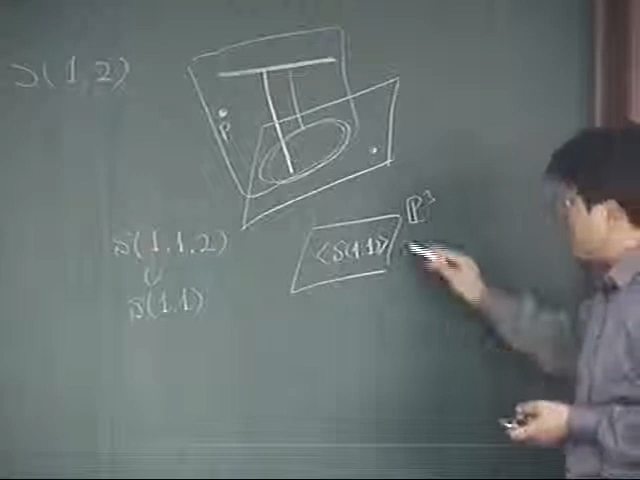 S(1,2)
P
S(1,1,2)
∪
S(1,1)
<S(1,1)>
P³